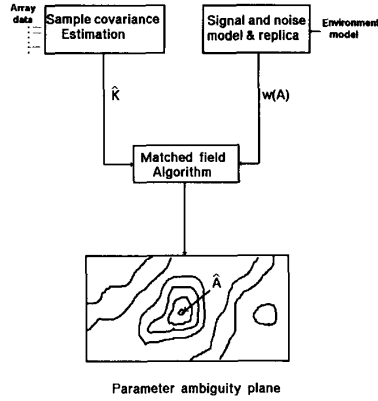 Array
data
Sample covariance
Estimation
Signal and noise
model & replica
Environment
model
K̂
w(A)
Matched field
Algorithm
Â
Parameter ambiguity plane